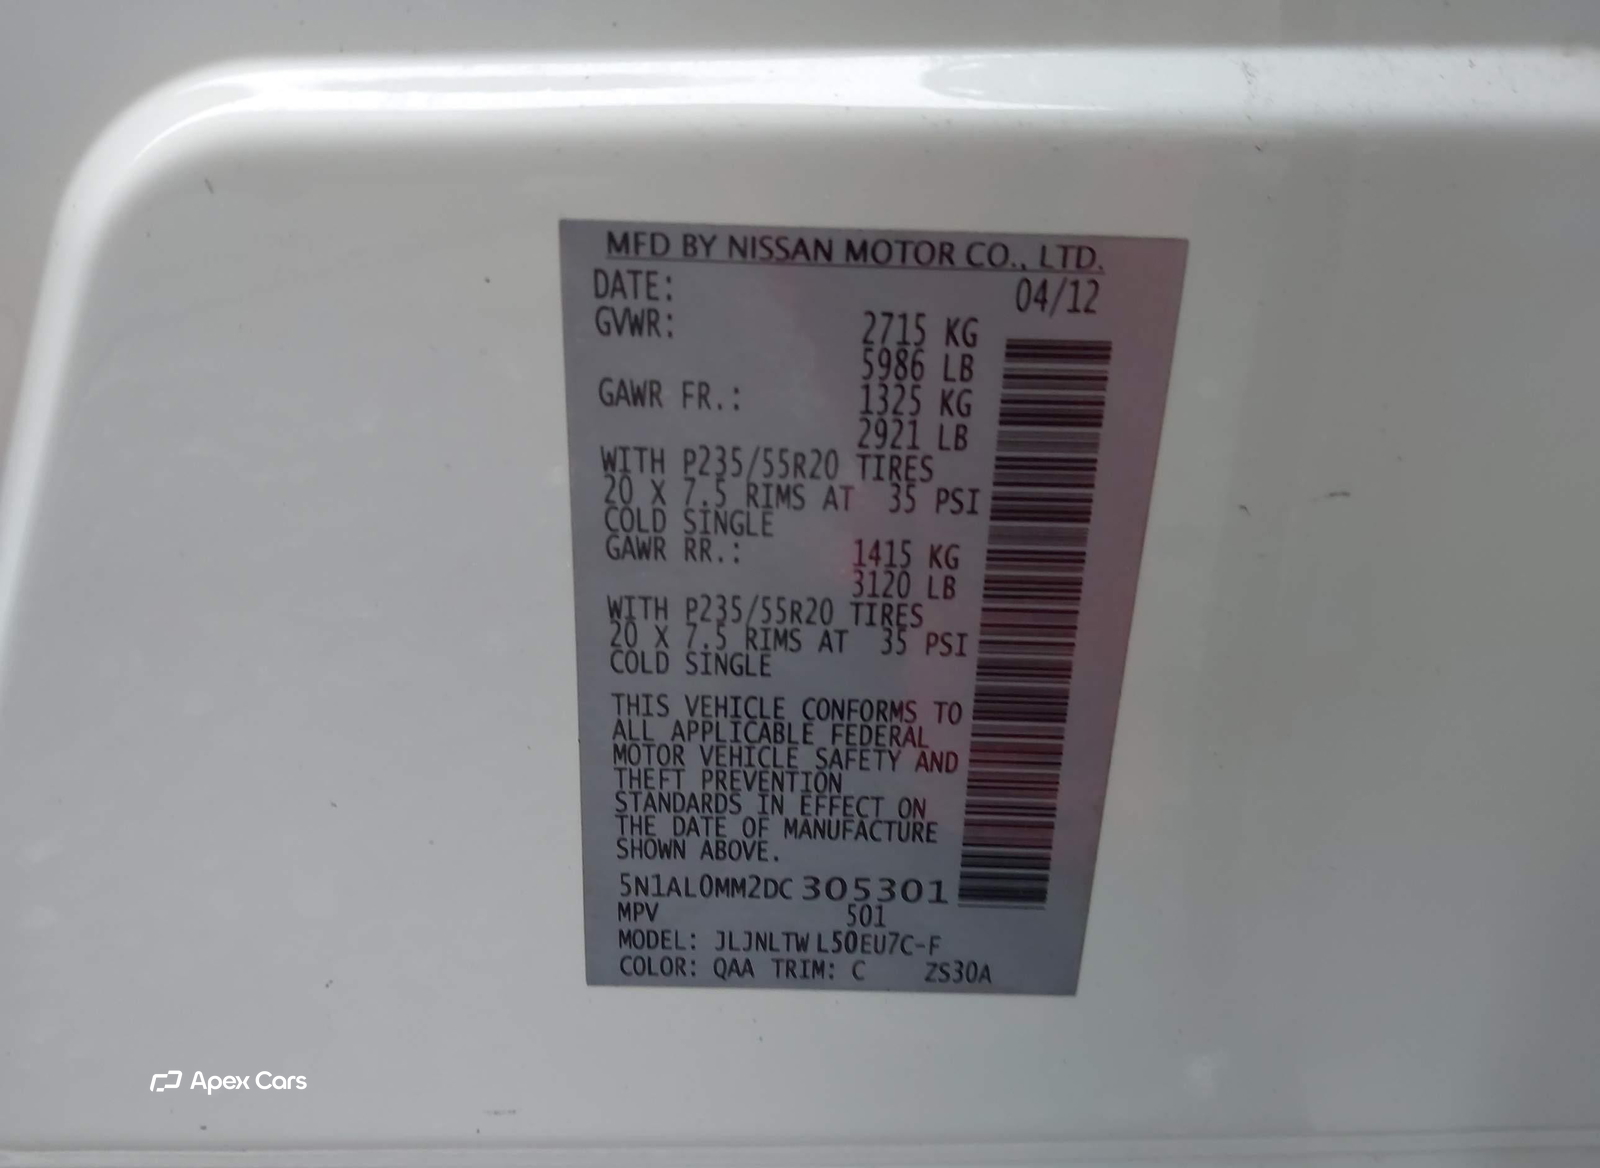 MFD BY NISSAN MOTOR CO., LTD.
DATE: 04/12
GVWR: 2715 KG
5986 LB
GAWR FR.: 1325 KG
2921 LB
WITH P235/55R20 TIRES
20 X 7.5 RIMS AT 35 PSI
COLD SINGLE
GAWR RR.: 1415 KG
3120 LB
WITH P235/55R20 TIRES
20 X 7.5 RIMS AT 35 PSI
COLD SINGLE
THIS VEHICLE CONFORMS TO
ALL APPLICABLE FEDERAL
MOTOR VEHICLE SAFETY AND
THEFT PREVENTION
STANDARDS IN EFFECT ON
THE DATE OF MANUFACTURE
SHOWN ABOVE.
5N1AL0MM2DC305301
MPV 501
MODEL: JLJNLTWL50EU7C-F
COLOR: QAA TRIM: C ZS30A
Apex Cars